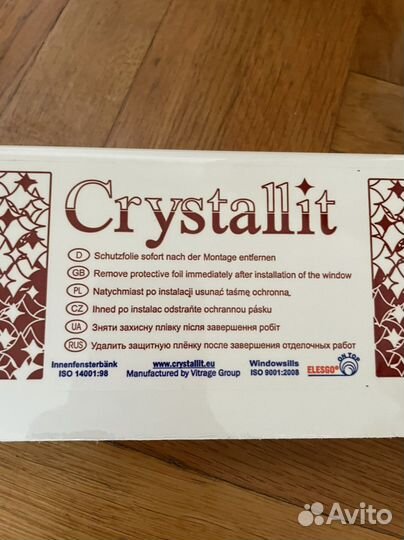 Crystallit
D Schutzfolie sofort nach der Montage entfernen
GB Remove protective foil immediately after installation of the window
PL Natychmiast po instalacji usunąć taśmę ochronną.
CZ Ihned po instalac odstraňte ochrannou pásku
UA Зняти захисну плівку після завершення робіт
RUS Удалить защитную плёнку после завершения отделочных работ
Innenfensterbänk www.crystallit.eu Windowsills
ISO 14001:98 Manufactured by Vitrage Group ISO 9001:2008
ELESGO® ON TOP
Avito